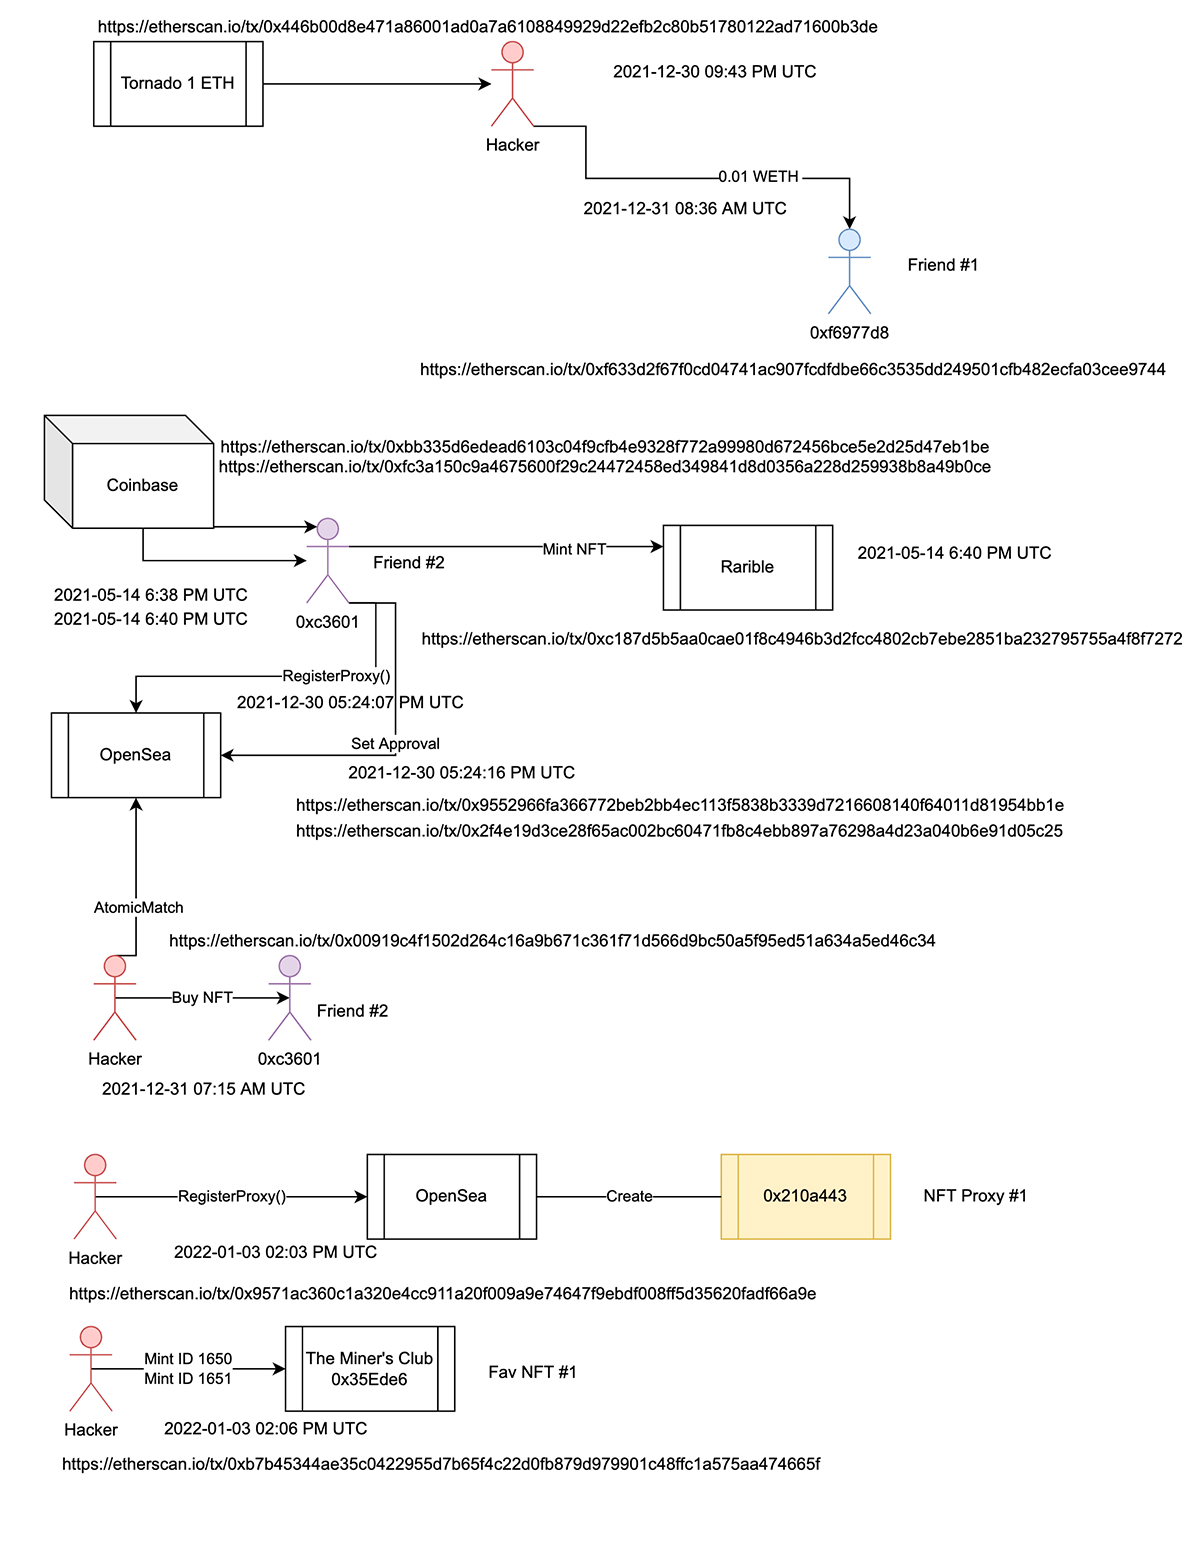 https://etherscan.io/tx/0x446b00d8e471a86001ad0a7a6108849929d22efb2c80b51780122ad71600b3de
Tornado 1 ETH
2021-12-30 09:43 PM UTC
Hacker
0.01 WETH
2021-12-31 08:36 AM UTC
Friend #1
0xf6977d8
https://etherscan.io/tx/0xf633d2f67f0cd04741ac907fcdfdbe66c3535dd249501cfb482ecfa03cee9744
https://etherscan.io/tx/0xbb335d6edead6103c04f9cfb4e9328f772a99980d672456bce5e2d25d47eb1be
https://etherscan.io/tx/0xfc3a150c9a4675600f29c24472458ed349841d8d0356a228d259938b8a49b0ce
Coinbase
Mint NFT
2021-05-14 6:40 PM UTC
Friend #2
Rarible
2021-05-14 6:38 PM UTC
2021-05-14 6:40 PM UTC
0xc3601
https://etherscan.io/tx/0xc187d5b5aa0cae01f8c4946b3d2fcc4802cb7ebe2851ba232795755a4f8f7272
RegisterProxy()
2021-12-30 05:24:07 PM UTC
OpenSea
Set Approval
2021-12-30 05:24:16 PM UTC
https://etherscan.io/tx/0x9552966fa366772beb2bb4ec113f5838b3339d7216608140f64011d81954bb1e
https://etherscan.io/tx/0x2f4e19d3ce28f65ac002bc60471fb8c4ebb897a76298a4d23a040b6e91d05c25
AtomicMatch
https://etherscan.io/tx/0x00919c4f1502d264c16a9b671c361f71d566d9bc50a5f95ed51a634a5ed46c34
Buy NFT
Friend #2
Hacker
0xc3601
2021-12-31 07:15 AM UTC
RegisterProxy()
OpenSea
Create
0x210a443
NFT Proxy #1
Hacker
2022-01-03 02:03 PM UTC
https://etherscan.io/tx/0x9571ac360c1a320e4cc911a20f009a9e74647f9ebdf008ff5d35620fadf66a9e
Mint ID 1650
Mint ID 1651
The Miner's Club
0x35Ede6
Fav NFT #1
Hacker
2022-01-03 02:06 PM UTC
https://etherscan.io/tx/0xb7b45344ae35c0422955d7b65f4c22d0fb879d979901c48ffc1a575aa474665f